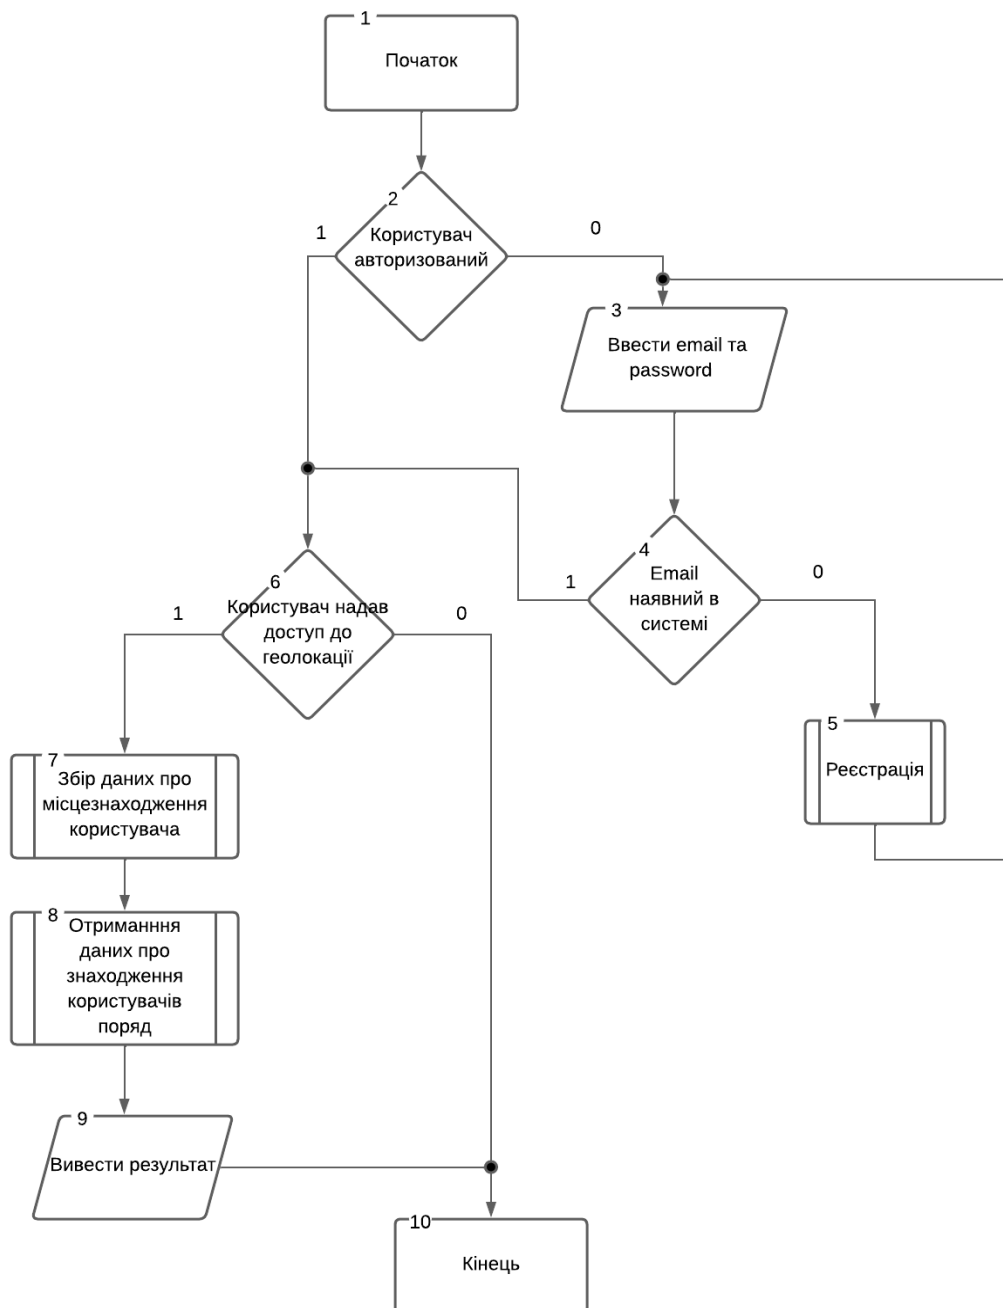 1
Початок
2
Користувач
авторизований
1
0
3
Ввести email та
password
4
Email
наявний в
системі
1
0
5
Реєстрація
6
Користувач надав
доступ до
геолокації
1
0
7
Збір даних про
місцезнаходження
користувача
8
Отриманння
даних про
знаходження
користувачів
поряд
9
Вивести результат
10
Кінець